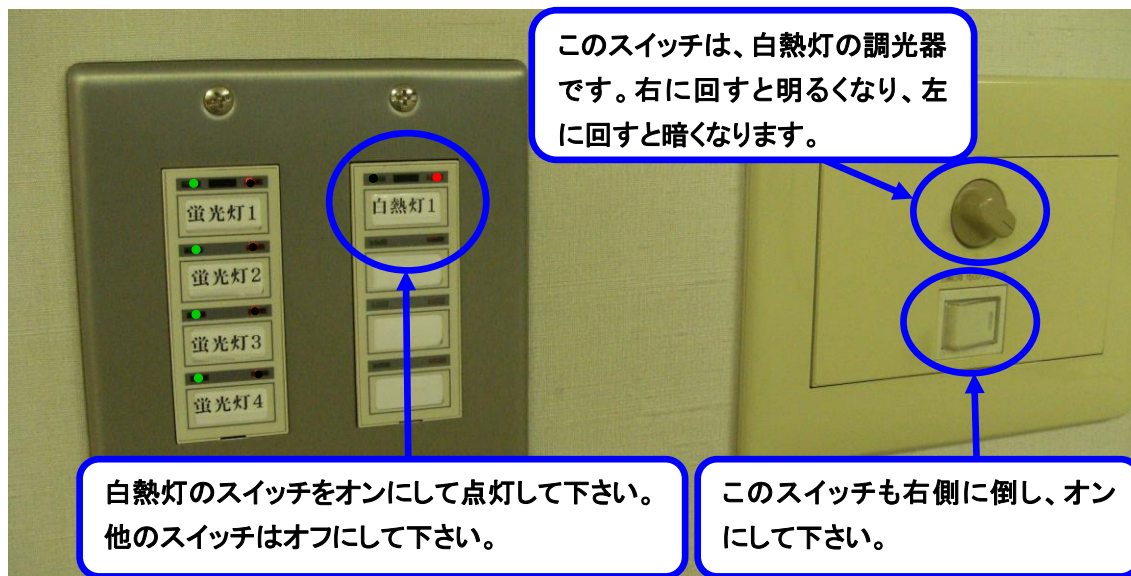 このスイッチは、白熱灯の調光器
です。右に回すと明るくなり、左
に回すと暗くなります。
蛍光灯1
蛍光灯2
蛍光灯3
蛍光灯4
白熱灯1
白熱灯のスイッチをオンにして点灯して下さい。
他のスイッチはオフにして下さい。
このスイッチも右側に倒し、オン
にして下さい。